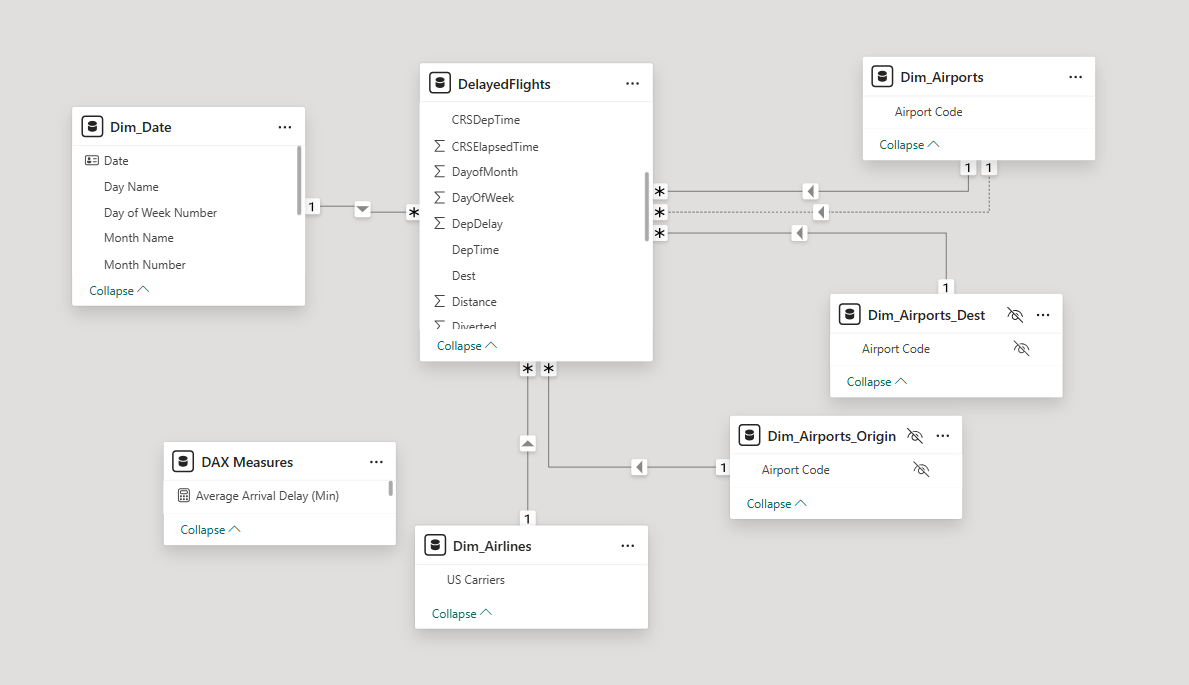 Dim_Date
Date
Day Name
Day of Week Number
Month Name
Month Number
Collapse
1
*
DelayedFlights
CRSDepTime
CRSElapsedTime
DayofMonth
DayOfWeek
DepDelay
DepTime
Dest
Distance
Diverted
Collapse
*
*
*
*
*
Dim_Airports
Airport Code
Collapse
1
1
1
Dim_Airports_Dest
Airport Code
Collapse
Dim_Airports_Origin
Airport Code
Collapse
1
DAX Measures
Average Arrival Delay (Min)
Collapse
1
Dim_Airlines
US Carriers
Collapse